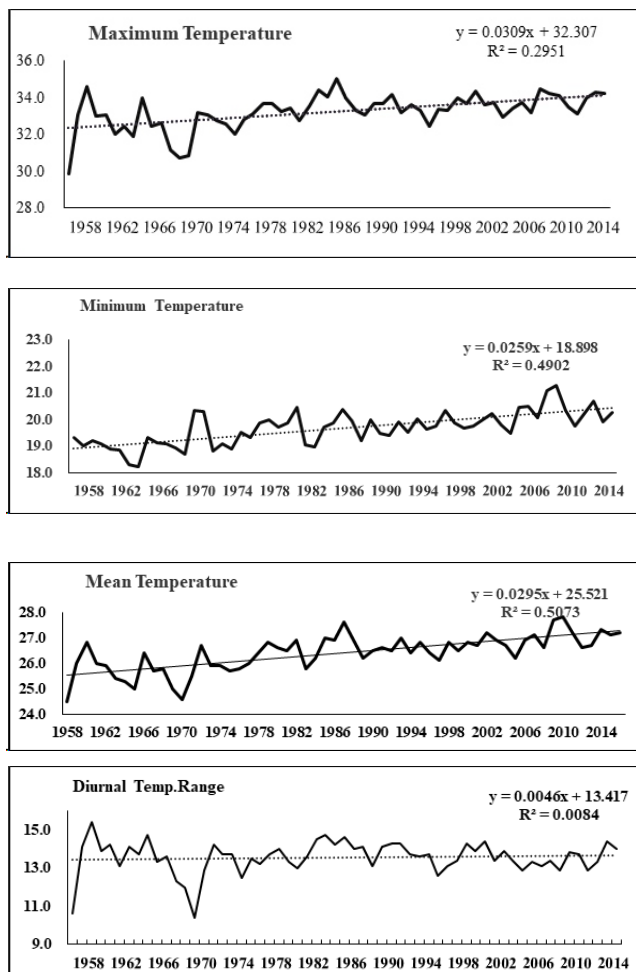 Maximum Temperature
y = 0.0309x + 32.307
R² = 0.2951
36.0
34.0
32.0
30.0
28.0
1958 1962 1966 1970 1974 1978 1982 1986 1990 1994 1998 2002 2006 2010 2014
Minimum Temperature
23.0
y = 0.0259x + 18.898
22.0
R² = 0.4902
21.0
20.0
19.0
18.0
1958 1962 1966 1970 1974 1978 1982 1986 1990 1994 1998 2002 2006 2010 2014
Mean Temperature
y = 0.0295x + 25.521
R² = 0.5073
28.0
27.0
26.0
25.0
24.0
1958 1962 1966 1970 1974 1978 1982 1986 1990 1994 1998 2002 2006 2010 2014
Diurnal Temp.Range
y = 0.0046x + 13.417
R² = 0.0084
15.0
13.0
11.0
9.0
1958 1962 1966 1970 1974 1978 1982 1986 1990 1994 1998 2002 2006 2010 2014